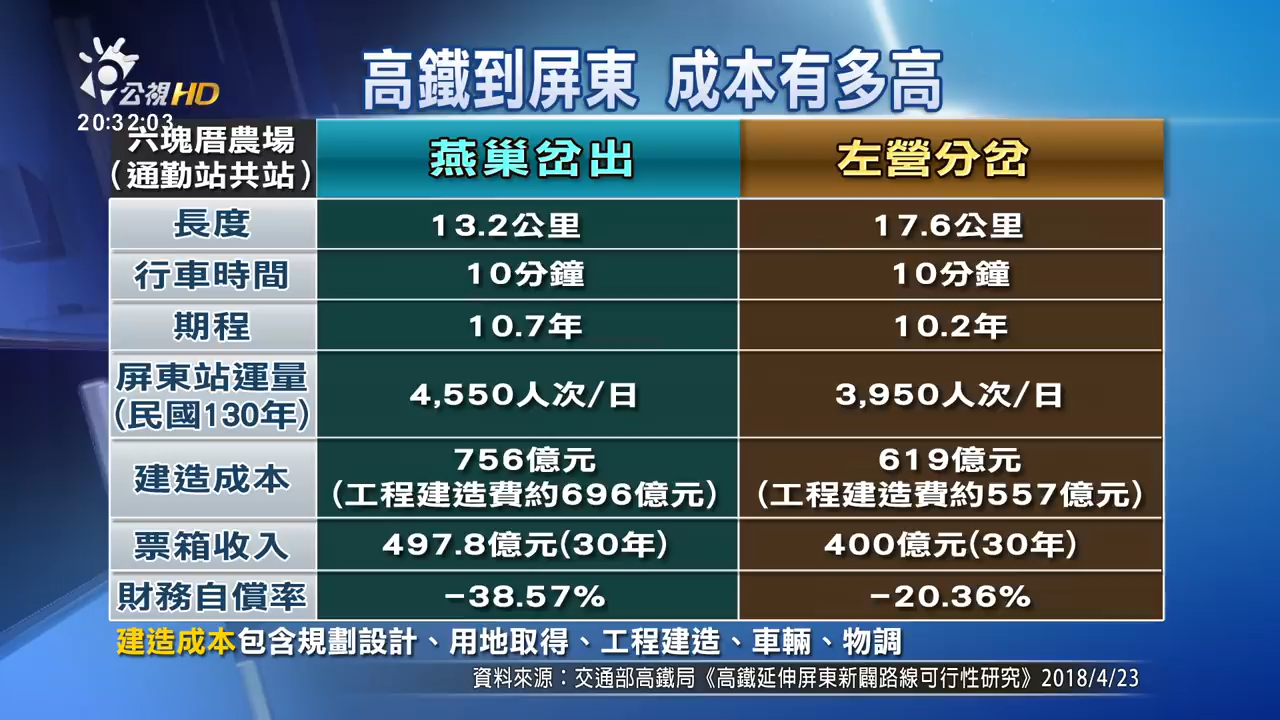 公視HD
20:32:03
高鐵到屏東 成本有多高
六塊厝農場
(通勤站共站)
燕巢岔出
左營分岔
長度
13.2公里
17.6公里
行車時間
10分鐘
10分鐘
期程
10.7年
10.2年
屏東站運量
(民國130年)
4,550人次/日
3,950人次/日
建造成本
756億元
(工程建造費約696億元)
619億元
(工程建造費約557億元)
票箱收入
497.8億元(30年)
400億元(30年)
財務自償率
-38.57%
-20.36%
建造成本包含規劃設計、用地取得、工程建造、車輛、物調
資料來源：交通部高鐵局《高鐵延伸屏東新闢路線可行性研究》2018/4/23